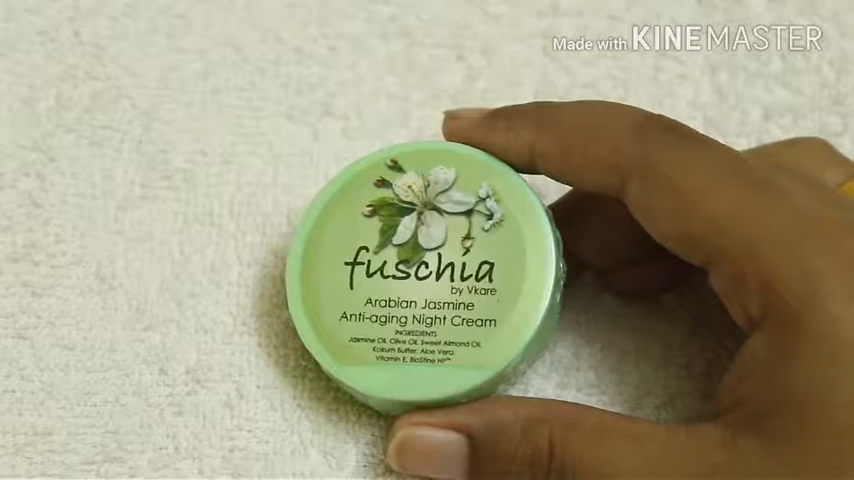 Made with KINEMASTER
fuschia
by Vkare
Arabian Jasmine
Anti-aging Night Cream
INGREDIENTS
Jasmine Oil, Olive Oil, Sweet Almond Oil,
Kokum Butter, Aloe Vera,
Vitamin E, BioStine